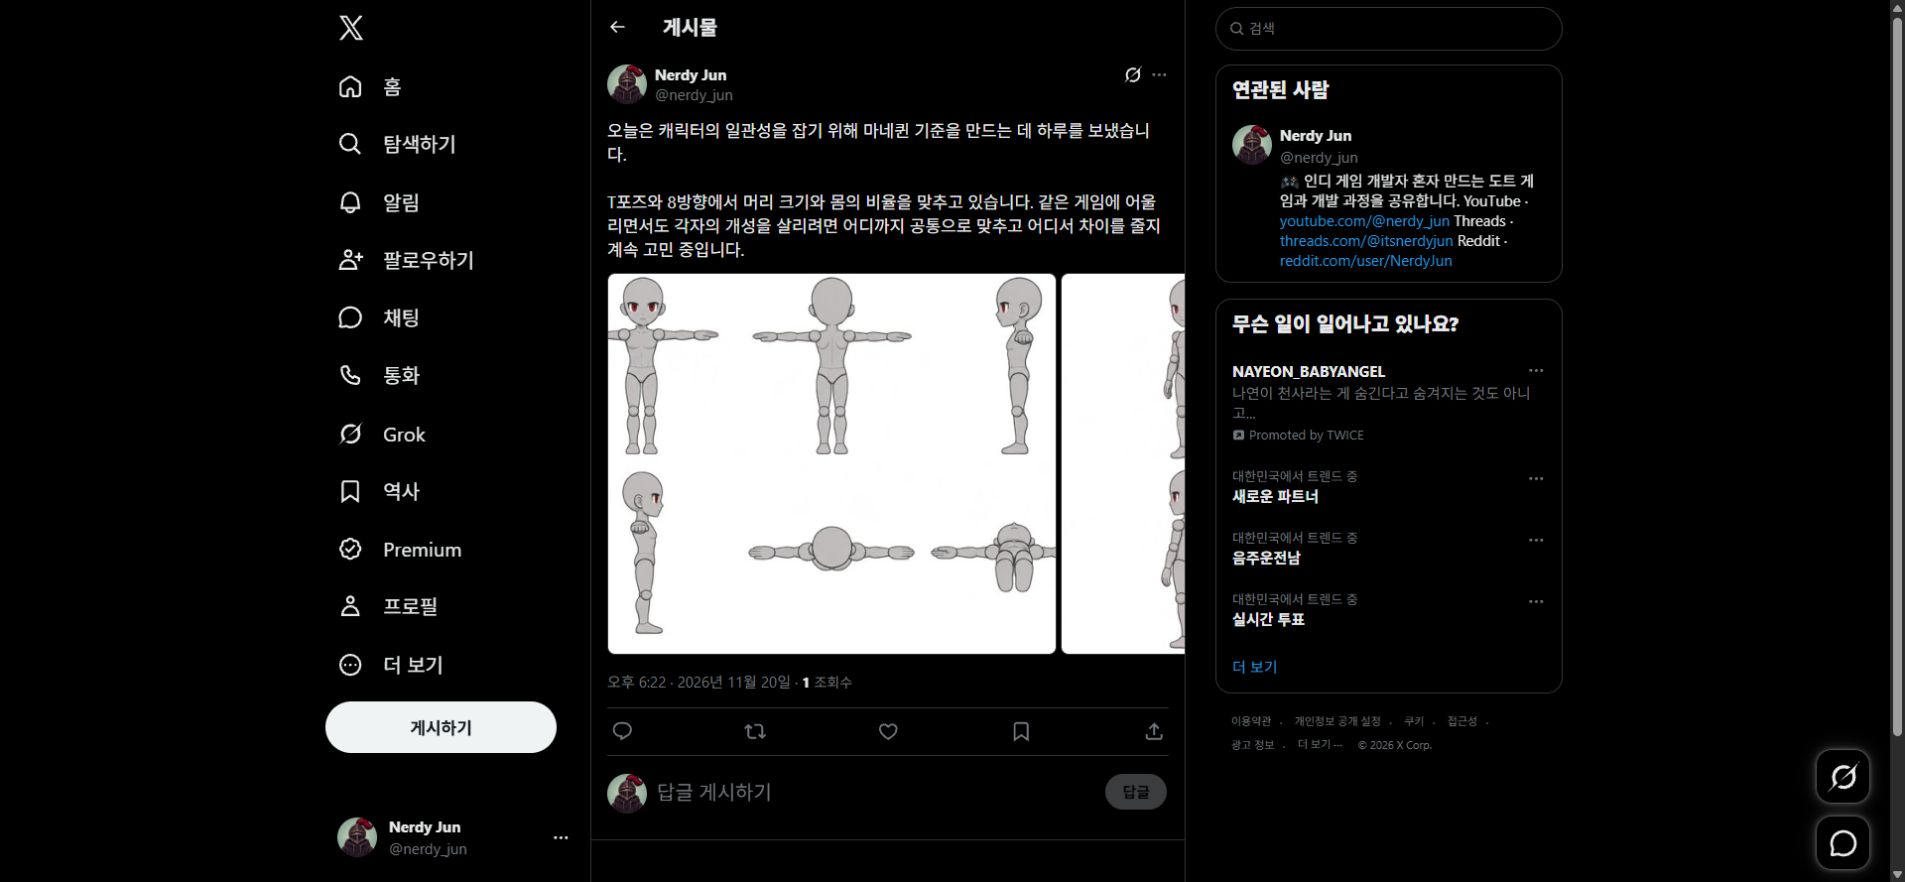 홈
탐색하기
알림
팔로우하기
채팅
통화
Grok
역사
Premium
프로필
더 보기
게시하기
Nerdy Jun
@nerdy_jun
게시물
Nerdy Jun
@nerdy_jun
오늘은 캐릭터의 일관성을 잡기 위해 마네퀸 기준을 만드는 데 하루를 보냈습니
다.
T포즈와 8방향에서 머리 크기와 몸의 비율을 맞추고 있습니다. 같은 게임에 어울
리면서도 각자의 개성을 살리려면 어디까지 공통으로 맞추고 어디서 차이를 줄지
계속 고민 중입니다.
오후 6:22 · 2026년 11월 20일 · 1 조회수
답글 게시하기
답글
검색
연관된 사람
Nerdy Jun
@nerdy_jun
인디 게임 개발자 혼자 만드는 도트 게
임과 개발 과정을 공유합니다. YouTube ·
youtube.com/@nerdy_jun Threads ·
threads.com/@itsnerdyjun Reddit ·
reddit.com/user/NerdyJun
무슨 일이 일어나고 있나요?
NAYEON_BABYANGEL
나연이 천사라는 게 숨긴다고 숨겨지는 것도 아니
고...
Promoted by TWICE
대한민국에서 트렌드 중
새로운 파트너
대한민국에서 트렌드 중
음주운전남
대한민국에서 트렌드 중
실시간 투표
더 보기
이용약관 · 개인정보 공개 설정 · 쿠키 · 접근성 ·
광고 정보 · 더 보기 ··· © 2026 X Corp.